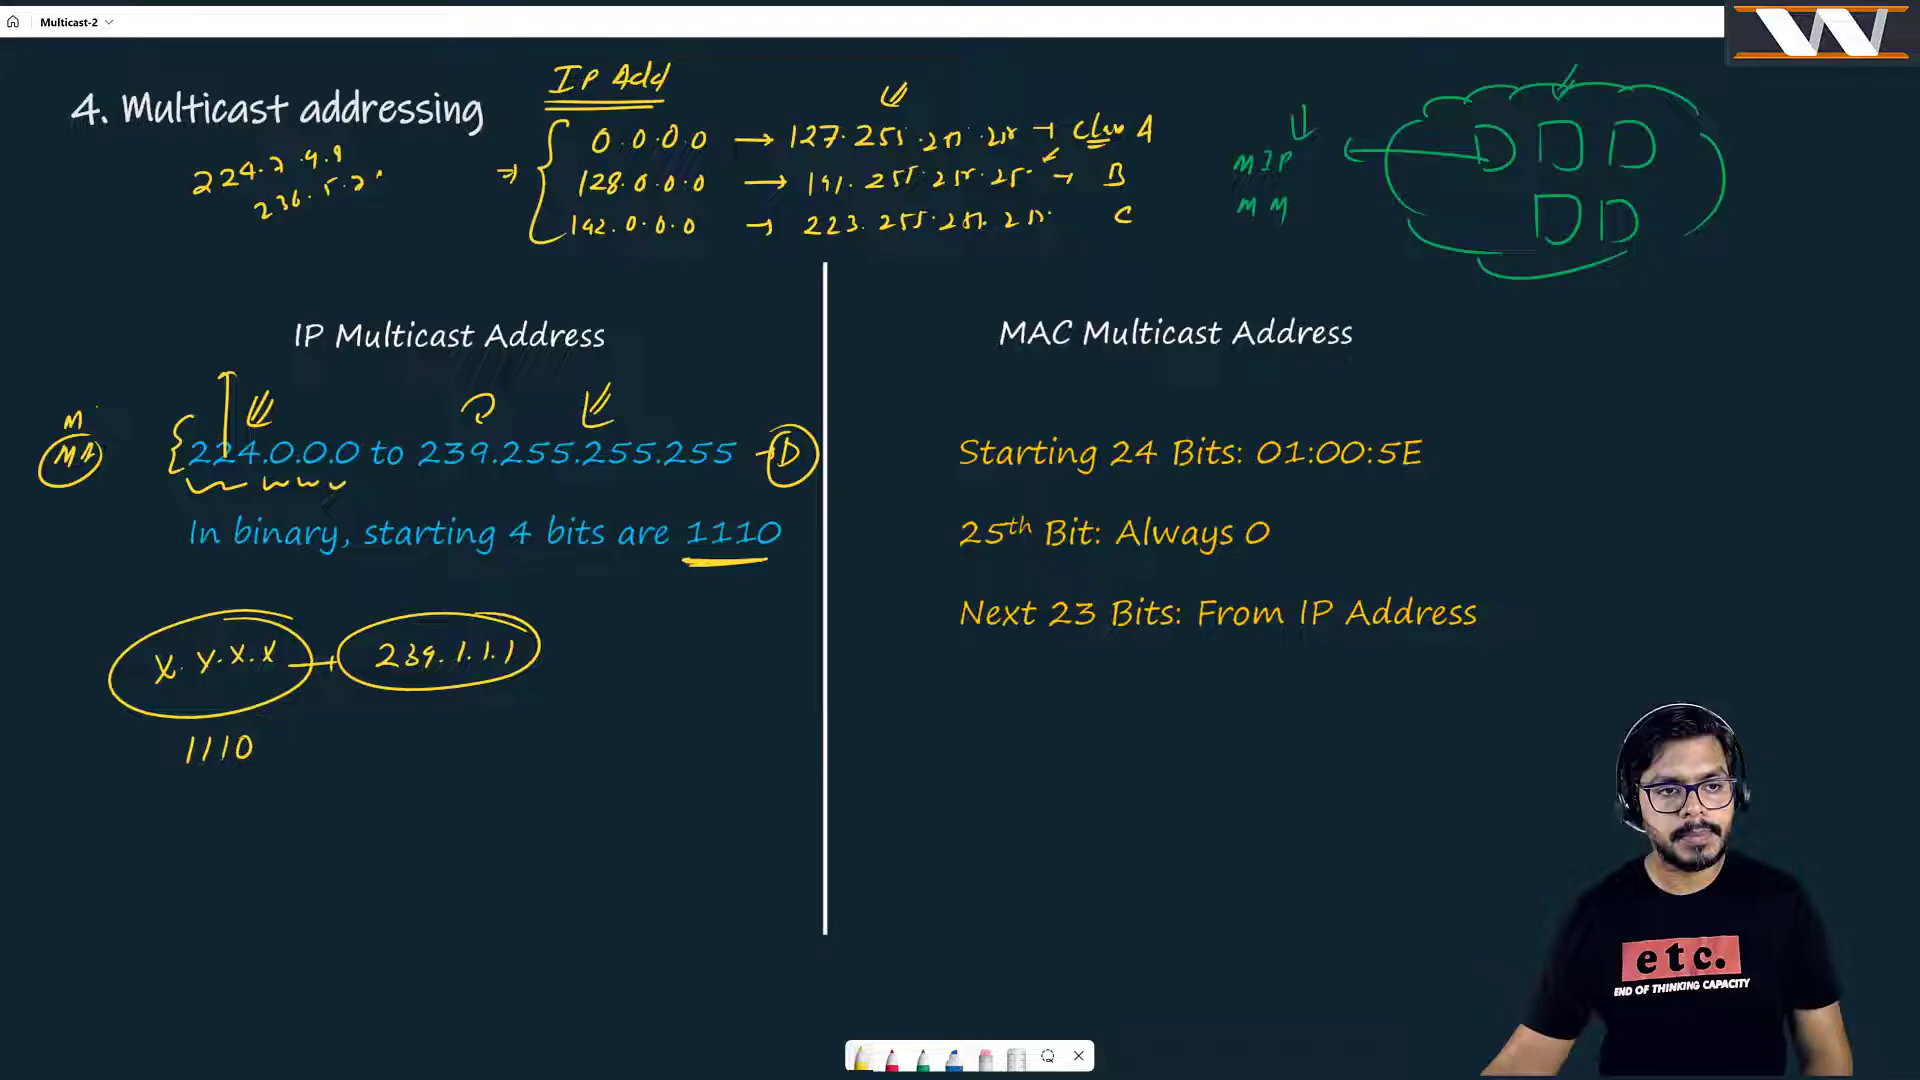 Multicast-2
4. Multicast addressing
IP Add
0.0.0.0 → 127.255.255.255 → Class A
128.0.0.0 → 191.255.255.25 → B
192.0.0.0 → 223.255.255.25 C
224.7.9.9
236.5.7
M IP
M M
IP Multicast Address
M
MA
224.0.0.0 to 239.255.255.255 → D
In binary, starting 4 bits are 1110
X.Y.X.X → 239.1.1.1
1110
MAC Multicast Address
Starting 24 Bits: 01:00:5E
25th Bit: Always 0
Next 23 Bits: From IP Address
etc.
END OF THINKING CAPACITY